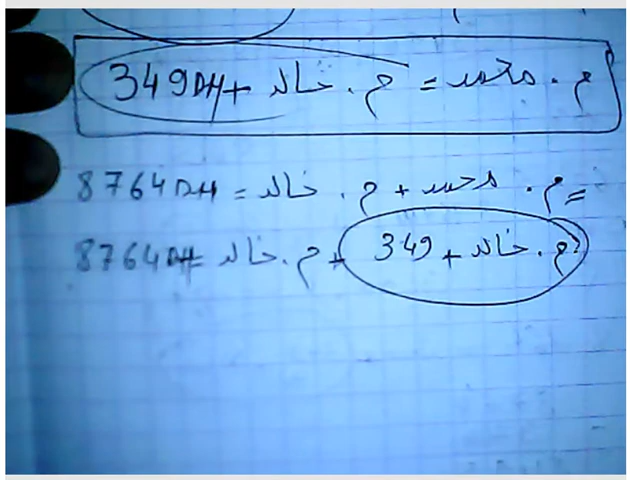 م. محمد = م. خالد + 349DH
= م. محمد + م. خالد = 8764DH
م. خالد + 349 + م. خالد = 8764DH